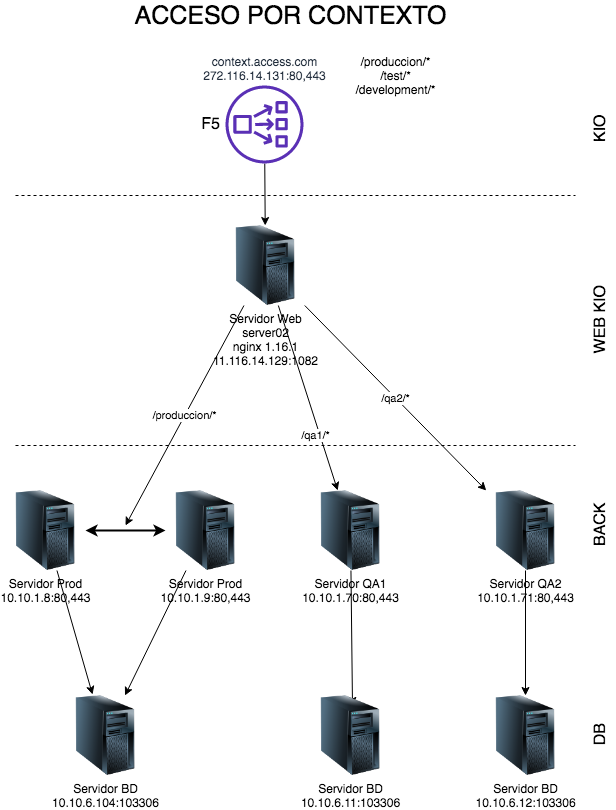 ACCESO POR CONTEXTO
context.access.com
272.116.14.131:80,443
/produccion/*
/test/*
/development/*
F5
KIO
Servidor Web
server02
nginx 1.16.1
11.116.14.129:1082
WEB KIO
/produccion/*
/qa1/*
/qa2/*
BACK
Servidor Prod
10.10.1.8:80,443
Servidor Prod
10.10.1.9:80,443
Servidor QA1
10.10.1.70:80,443
Servidor QA2
10.10.1.71:80,443
DB
Servidor BD
10.10.6.104:103306
Servidor BD
10.10.6.11:103306
Servidor BD
10.10.6.12:103306